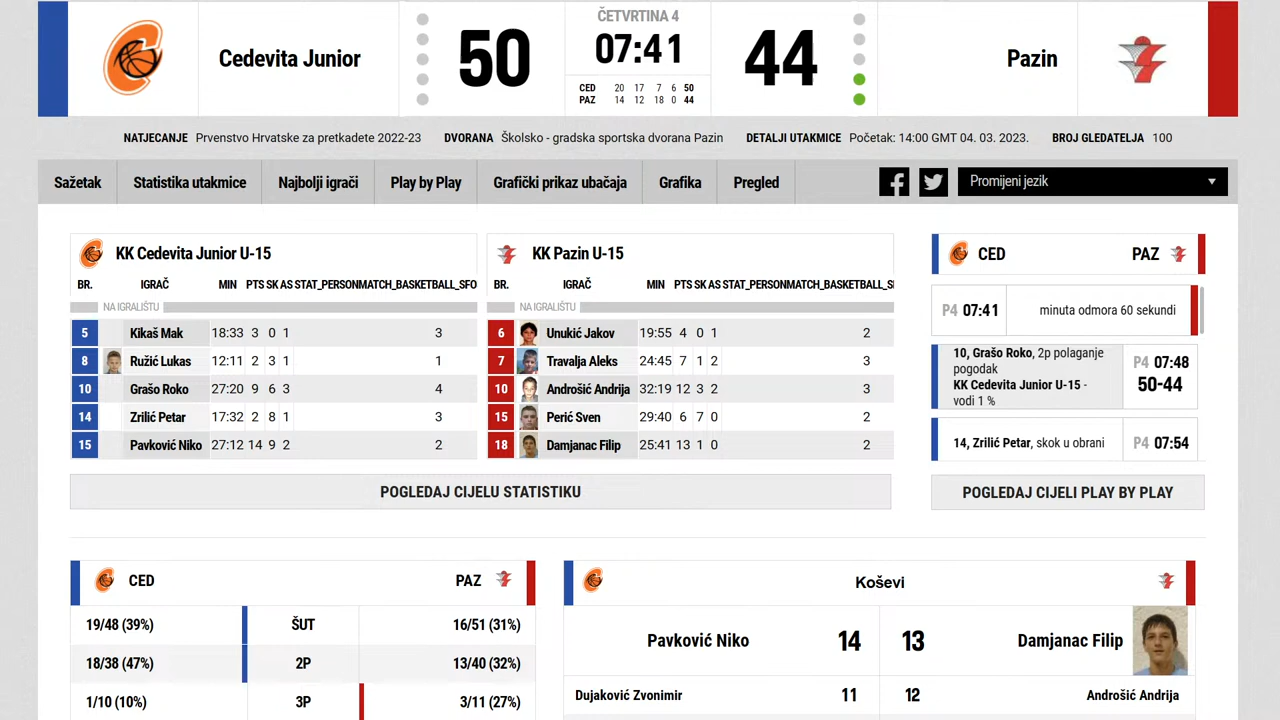 ČETVRTINA 4
Cedevita Junior 50 07:41 44 Pazin
CED 20 17 7 6 50
PAZ 14 12 18 0 44
NATJECANJE Prvenstvo Hrvatske za pretkadete 2022-23 DVORANA Školsko - gradska sportska dvorana Pazin DETALJI UTAKMICE Početak: 14:00 GMT 04. 03. 2023. BROJ GLEDATELJA 100
Sažetak Statistika utakmice Najbolji igrači Play by Play Grafički prikaz ubačaja Grafika Pregled Promijeni jezik
KK Cedevita Junior U-15
BR. IGRAČ MIN PTS SK AS STAT_PERSONMATCH_BASKETBALL_SFO
NA IGRALIŠTU
5 Kikaš Mak 18:33 3 0 1 3
8 Ružić Lukas 12:11 2 3 1 1
10 Grašo Roko 27:20 9 6 3 4
14 Zrilić Petar 17:32 2 8 1 3
15 Pavković Niko 27:12 14 9 2 2
KK Pazin U-15
BR. IGRAČ MIN PTS SK AS STAT_PERSONMATCH_BASKETBALL_S
NA IGRALIŠTU
6 Unukić Jakov 19:55 4 0 1 2
7 Travalja Aleks 24:45 7 1 2 3
10 Androšić Andrija 32:19 12 3 2 3
15 Perić Sven 29:40 6 7 0 2
18 Damjanac Filip 25:41 13 1 0 2
POGLEDAJ CIJELU STATISTIKU
CED PAZ
P4 07:41 minuta odmora 60 sekundi
10, Grašo Roko, 2p polaganje
pogodak
KK Cedevita Junior U-15 -
vodi 1 %
P4 07:48
50-44
14, Zrilić Petar, skok u obrani P4 07:54
POGLEDAJ CIJELI PLAY BY PLAY
CED PAZ
19/48 (39%) ŠUT 16/51 (31%)
18/38 (47%) 2P 13/40 (32%)
1/10 (10%) 3P 3/11 (27%)
Koševi
Pavković Niko 14 13 Damjanac Filip
Dujaković Zvonimir 11 12 Androšić Andrija